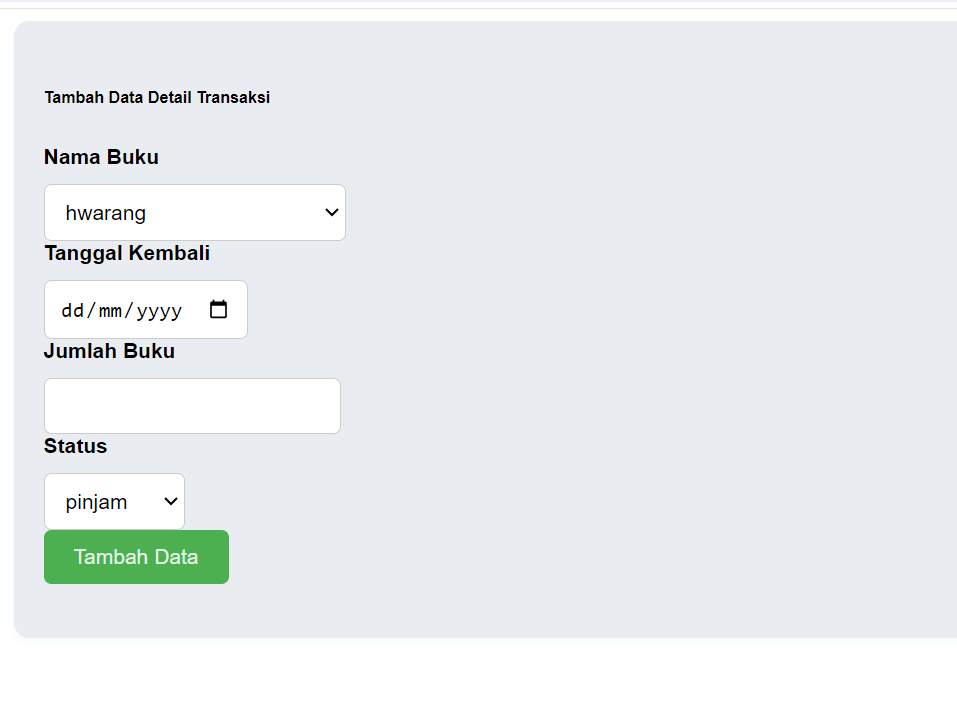 Tambah Data Detail Transaksi
Nama Buku
hwarang
Tanggal Kembali
dd/mm/yyyy
Jumlah Buku
Status
pinjam
Tambah Data